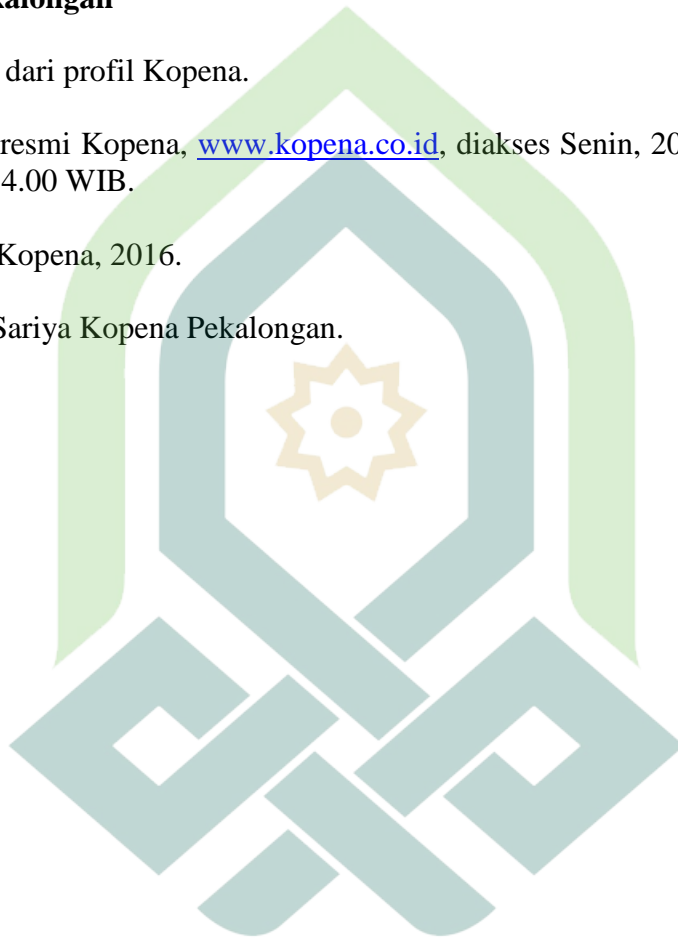 dari profil Kopena.
resmi Kopena, www.kopena.co.id, diakses Senin, 20
4.00 WIB.
Kopena, 2016.
Sariya Kopena Pekalongan.